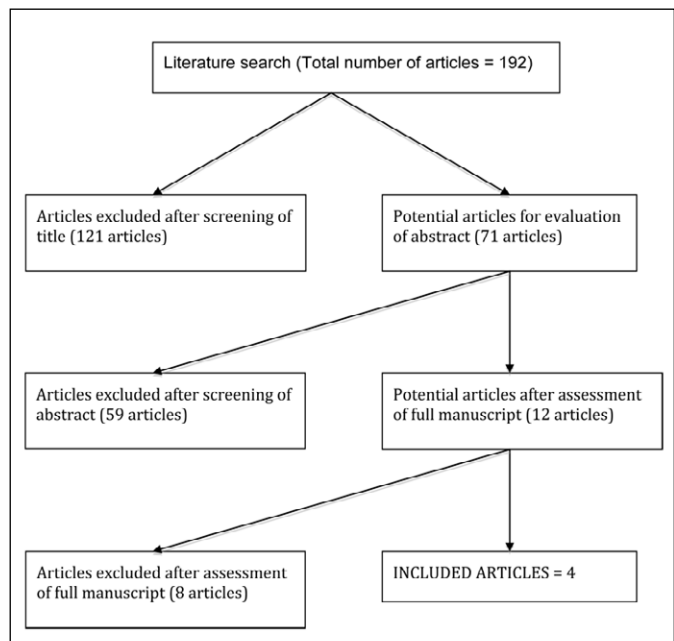 Literature search (Total number of articles = 192)
Articles excluded after screening of
title (121 articles)
Potential articles for evaluation
of abstract (71 articles)
Articles excluded after screening of
abstract (59 articles)
Potential articles after assessment
of full manuscript (12 articles)
Articles excluded after assessment
of full manuscript (8 articles)
INCLUDED ARTICLES = 4